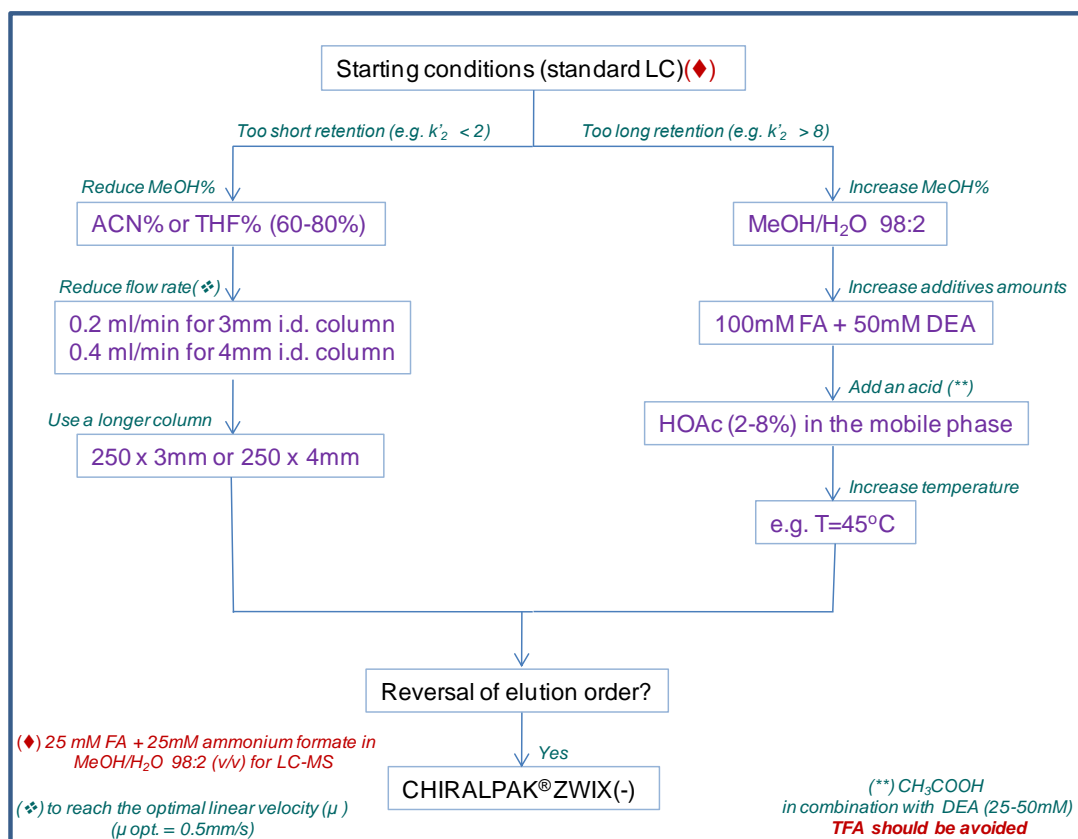 Starting conditions (standard LC)(♦)
Too short retention (e.g. k'₂ < 2)
Too long retention (e.g. k'₂ > 8)
Reduce MeOH%
ACN% or THF% (60-80%)
Reduce flow rate(❖)
0.2 ml/min for 3mm i.d. column
0.4 ml/min for 4mm i.d. column
Use a longer column
250 x 3mm or 250 x 4mm
Increase MeOH%
MeOH/H₂O 98:2
Increase additives amounts
100mM FA + 50mM DEA
Add an acid (**)
HOAc (2-8%) in the mobile phase
Increase temperature
e.g. T=45°C
Reversal of elution order?
Yes
CHIRALPAK®ZWIX(-)
(♦) 25 mM FA + 25mM ammonium formate in
MeOH/H₂O 98:2 (v/v) for LC-MS
(❖) to reach the optimal linear velocity (μ )
(μ opt. = 0.5mm/s)
(**) CH₃COOH
in combination with DEA (25-50mM)
TFA should be avoided